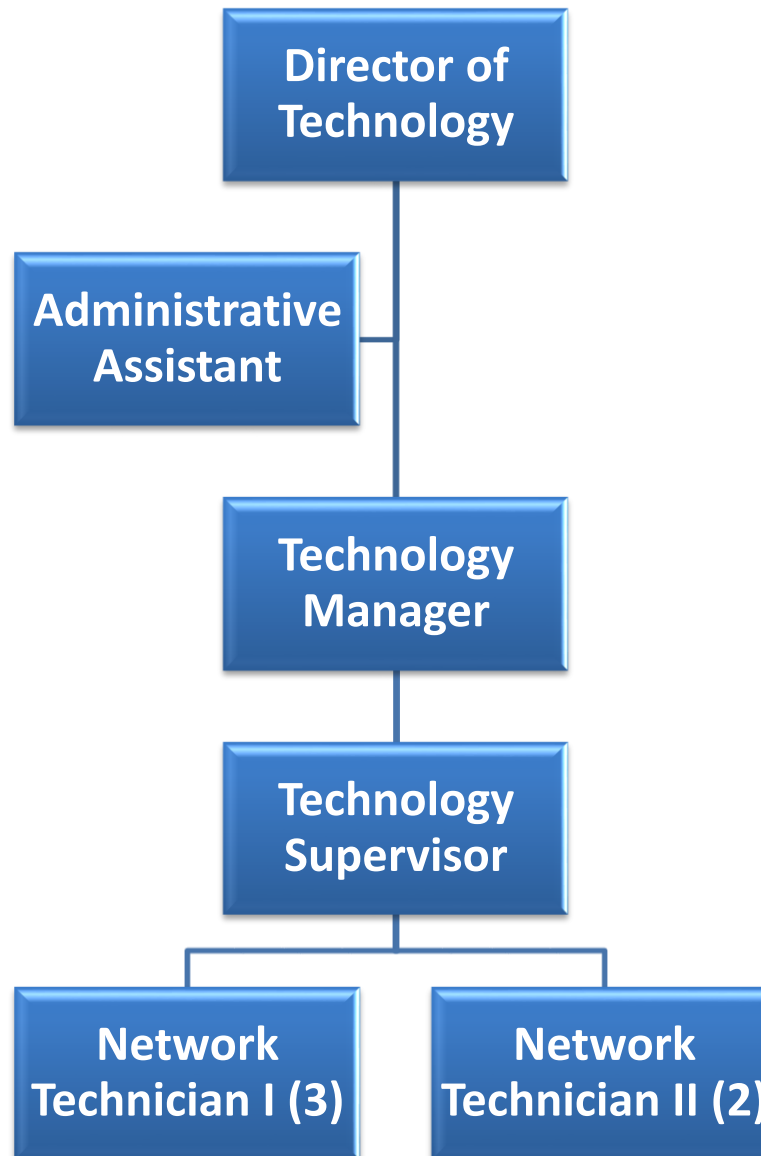 Director of
Technology
Administrative
Assistant
Technology
Manager
Technology
Supervisor
Network
Technician I (3)
Network
Technician II (2)